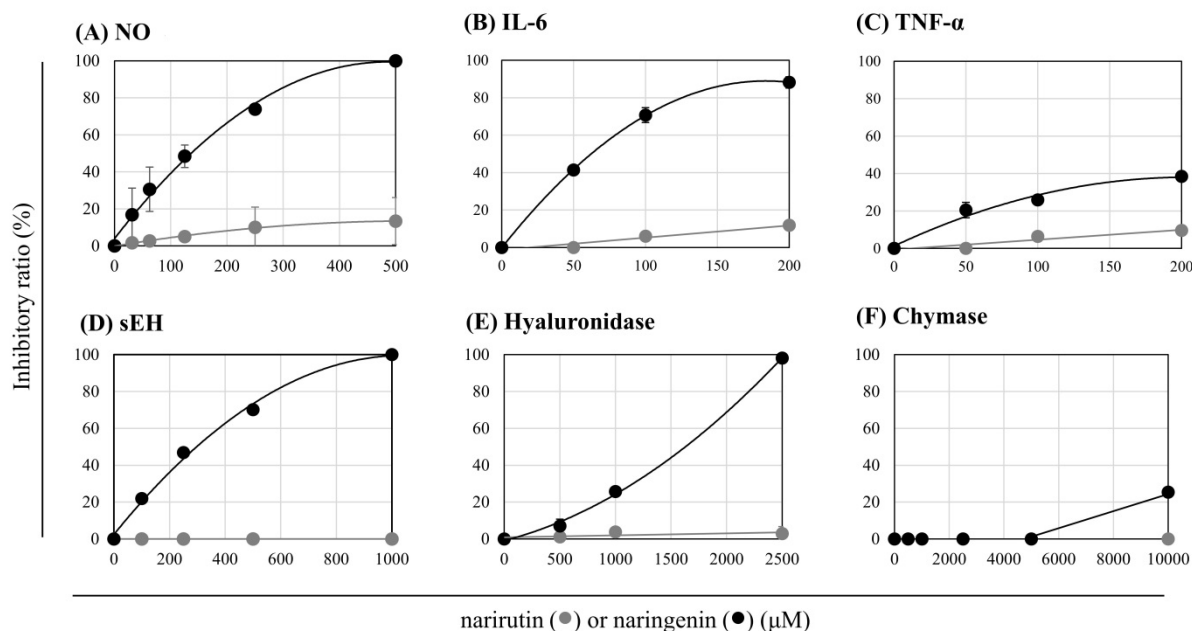 (A) NO
100
80
60
40
20
0
0 100 200 300 400 500
(B) IL-6
100
80
60
40
20
0
0 50 100 150 200
(C) TNF-α
100
80
60
40
20
0
0 50 100 150 200
Inhibitory ratio (%)
(D) sEH
100
80
60
40
20
0
0 200 400 600 800 1000
(E) Hyaluronidase
100
80
60
40
20
0
0 500 1000 1500 2000 2500
(F) Chymase
100
80
60
40
20
0
0 2000 4000 6000 8000 10000
narirutin (●) or naringenin (●) (μM)